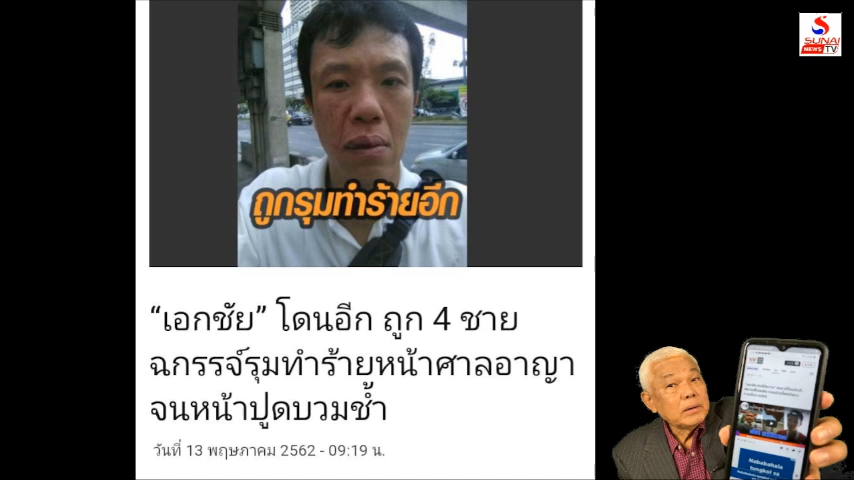 SUNAI
NEWS TV
ถูกรุมทำร้ายอีก
“เอกชัย” โดนอีก ถูก 4 ชาย
ฉกรรจ์รุมทำร้ายหน้าศาลอาญา
จนหน้าปูดบวมช้ำ
วันที่ 13 พฤษภาคม 2562 - 09:19 น.
Nababahala
tungkol sa